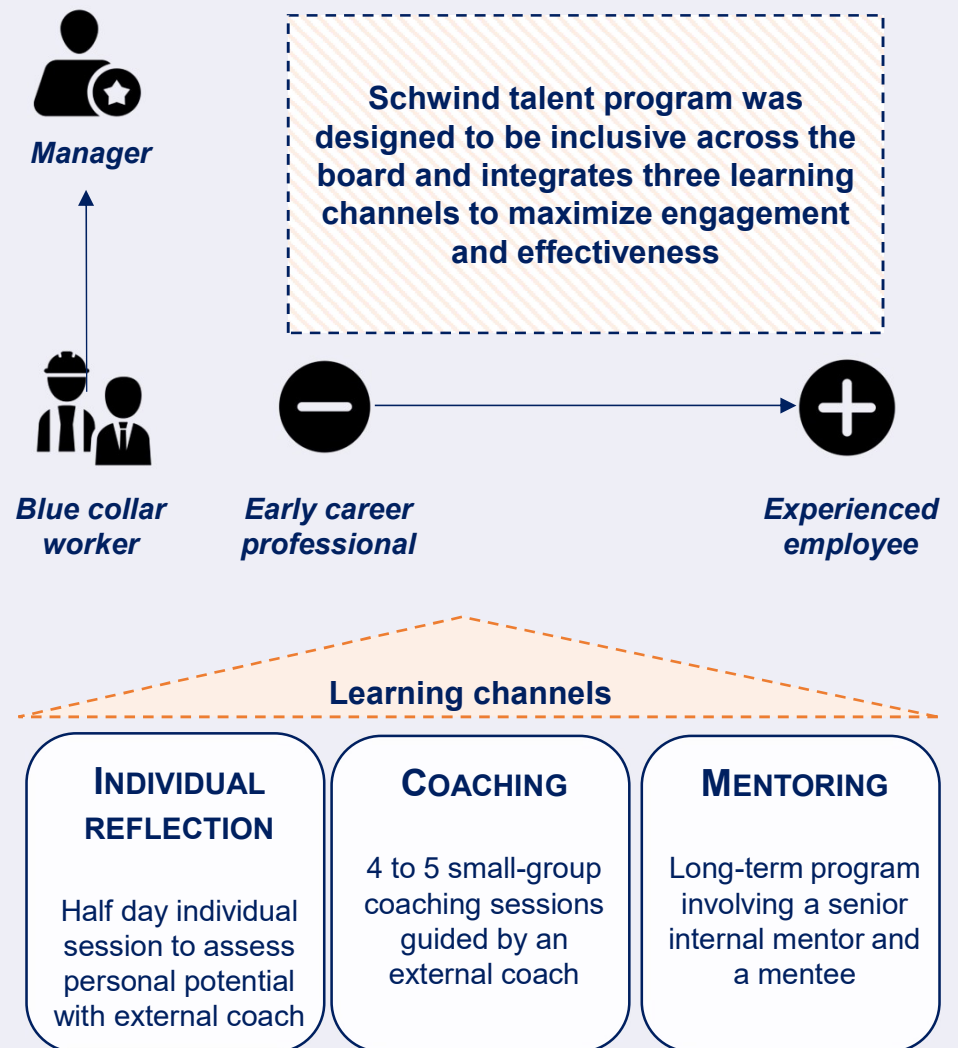 Schwind talent program was
designed to be inclusive across the
board and integrates three learning
channels to maximize engagement
and effectiveness
Manager
Blue collar
worker
Early career
professional
Experienced
employee
Learning channels
INDIVIDUAL
REFLECTION
Half day individual
session to assess
personal potential
with external coach
COACHING
4 to 5 small-group
coaching sessions
guided by an
external coach
MENTORING
Long-term program
involving a senior
internal mentor and
a mentee